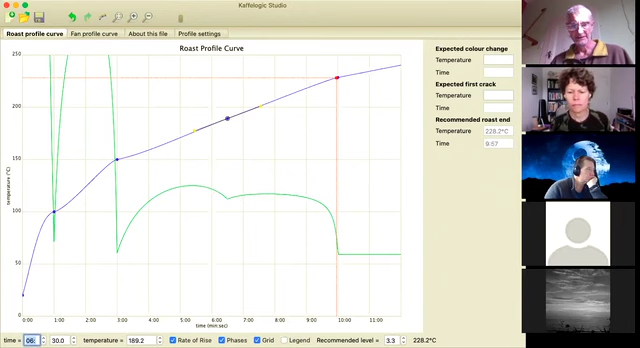 Kaffelogic Studio
Roast profile curve
Fan profile curve
About this file
Profile settings
Roast Profile Curve
250
200
150
100
50
0
temperature (°C)
0:00 1:00 2:00 3:00 4:00 5:00 6:00 7:00 8:00 9:00 10:00 11:00
time (min:sec)
Expected colour change
Temperature
Time
Expected first crack
Temperature
Time
Recommended roast end
Temperature 228.2°C
Time 9:57
time = 06: 30.0 temperature = 189.2 Rate of Rise Phases Grid Legend Recommended level = 3.3 228.2°C